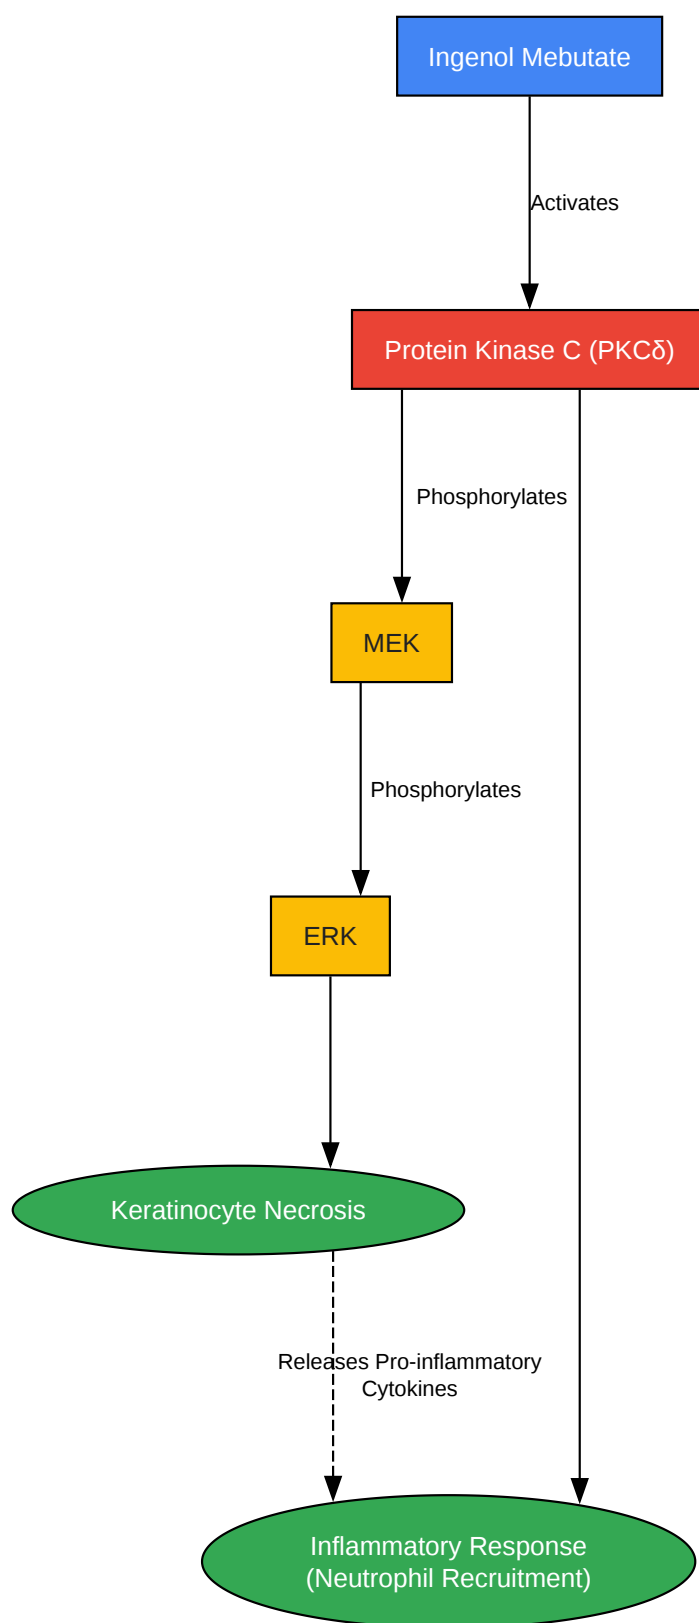 Ingenol Mebutate
Activates
Protein Kinase C (PKCδ)
Phosphorylates
MEK
Phosphorylates
ERK
Keratinocyte Necrosis
Releases Pro-inflammatory
Cytokines
Inflammatory Response
(Neutrophil Recruitment)